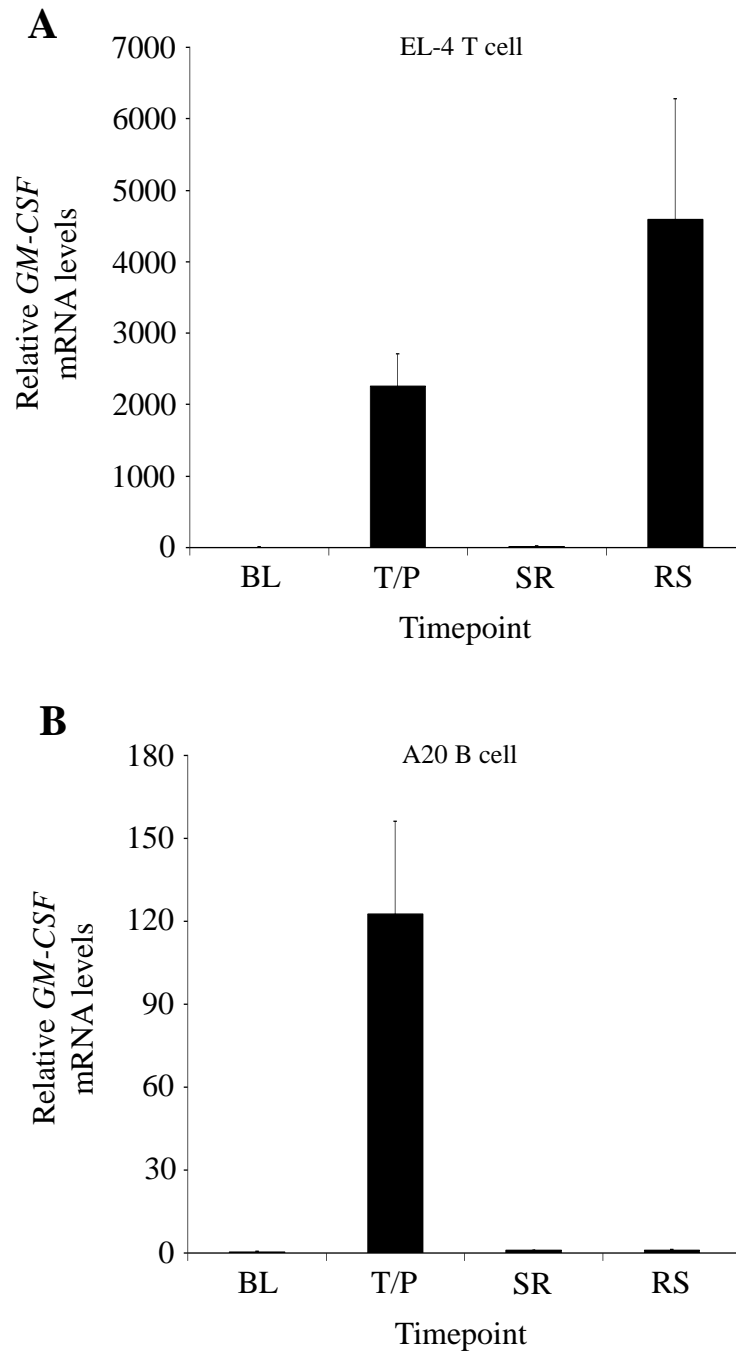 A
EL-4 T cell
7000
6000
5000
4000
3000
2000
1000
0
Relative GM-CSF
mRNA levels
BL T/P SR RS
Timepoint
B
A20 B cell
180
150
120
90
60
30
0
Relative GM-CSF
mRNA levels
BL T/P SR RS
Timepoint